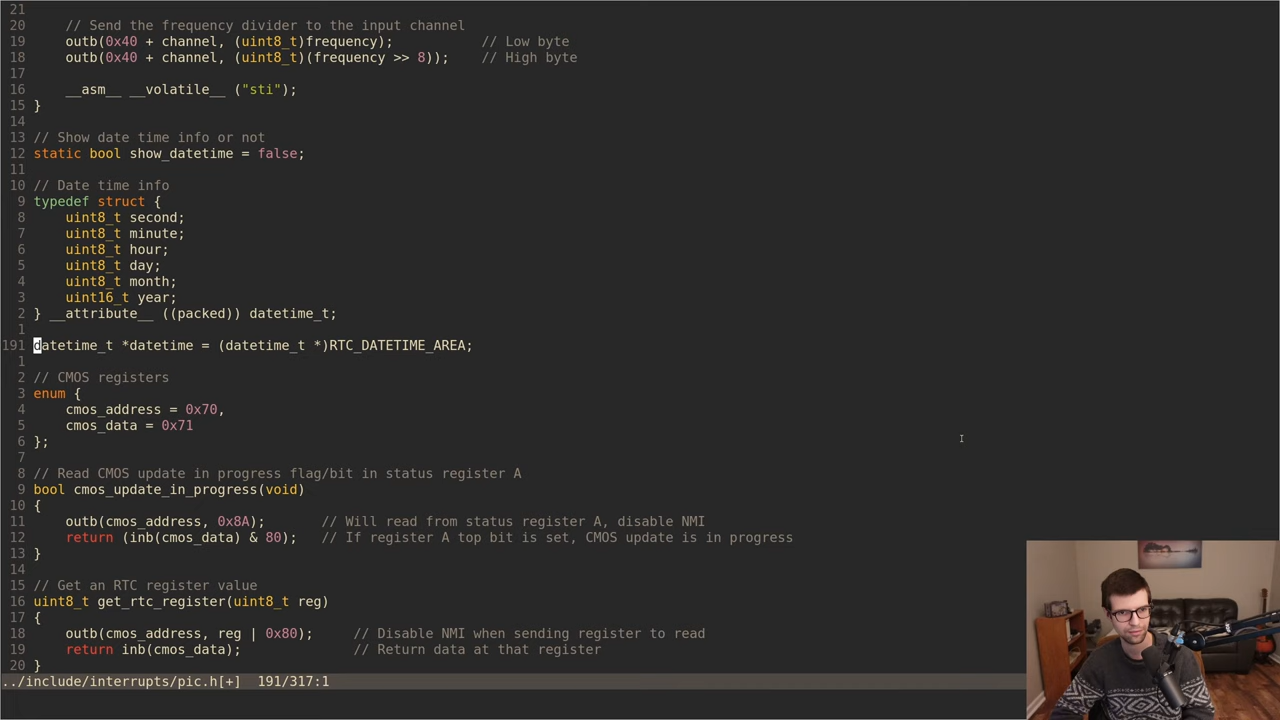 21
20     // Send the frequency divider to the input channel
19     outb(0x40 + channel, (uint8_t)frequency);           // Low byte
18     outb(0x40 + channel, (uint8_t)(frequency >> 8));    // High byte
17
16     __asm__ __volatile__ ("sti");
15 }
14
13 // Show date time info or not
12 static bool show_datetime = false;
11
10 // Date time info
9 typedef struct {
8     uint8_t second;
7     uint8_t minute;
6     uint8_t hour;
5     uint8_t day;
4     uint8_t month;
3     uint16_t year;
2 } __attribute__ ((packed)) datetime_t;
1
191 datetime_t *datetime = (datetime_t *)RTC_DATETIME_AREA;
1
2 // CMOS registers
3 enum {
4     cmos_address = 0x70,
5     cmos_data = 0x71
6 };
7
8 // Read CMOS update in progress flag/bit in status register A
9 bool cmos_update_in_progress(void)
10 {
11     outb(cmos_address, 0x8A);       // Will read from status register A, disable NMI
12     return (inb(cmos_data) & 80);   // If register A top bit is set, CMOS update is in progress
13 }
14
15 // Get an RTC register value
16 uint8_t get_rtc_register(uint8_t reg)
17 {
18     outb(cmos_address, reg | 0x80);     // Disable NMI when sending register to read
19     return inb(cmos_data);              // Return data at that register
20 }
../include/interrupts/pic.h[+]  191/317:1